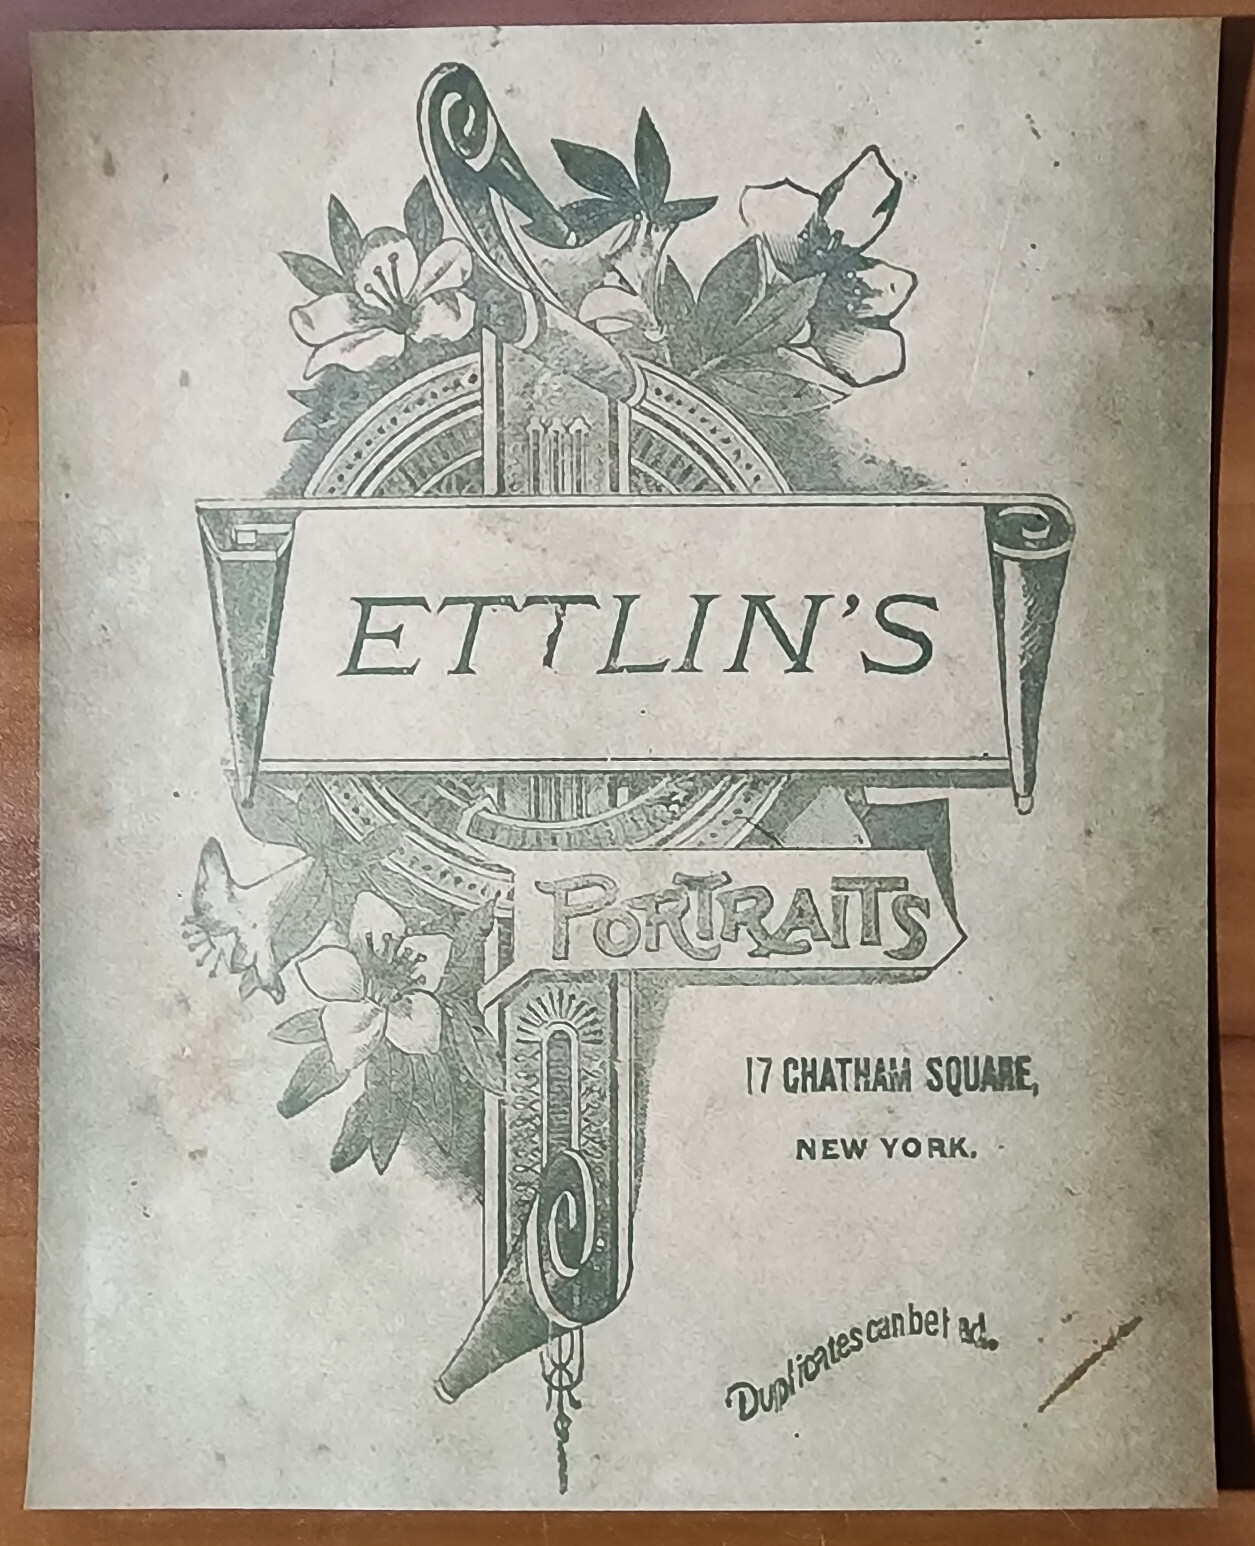 ETTLIN'S
PORTRAITS
17 CHATHAM SQUARE,
NEW YORK.
Duplicates can be had.